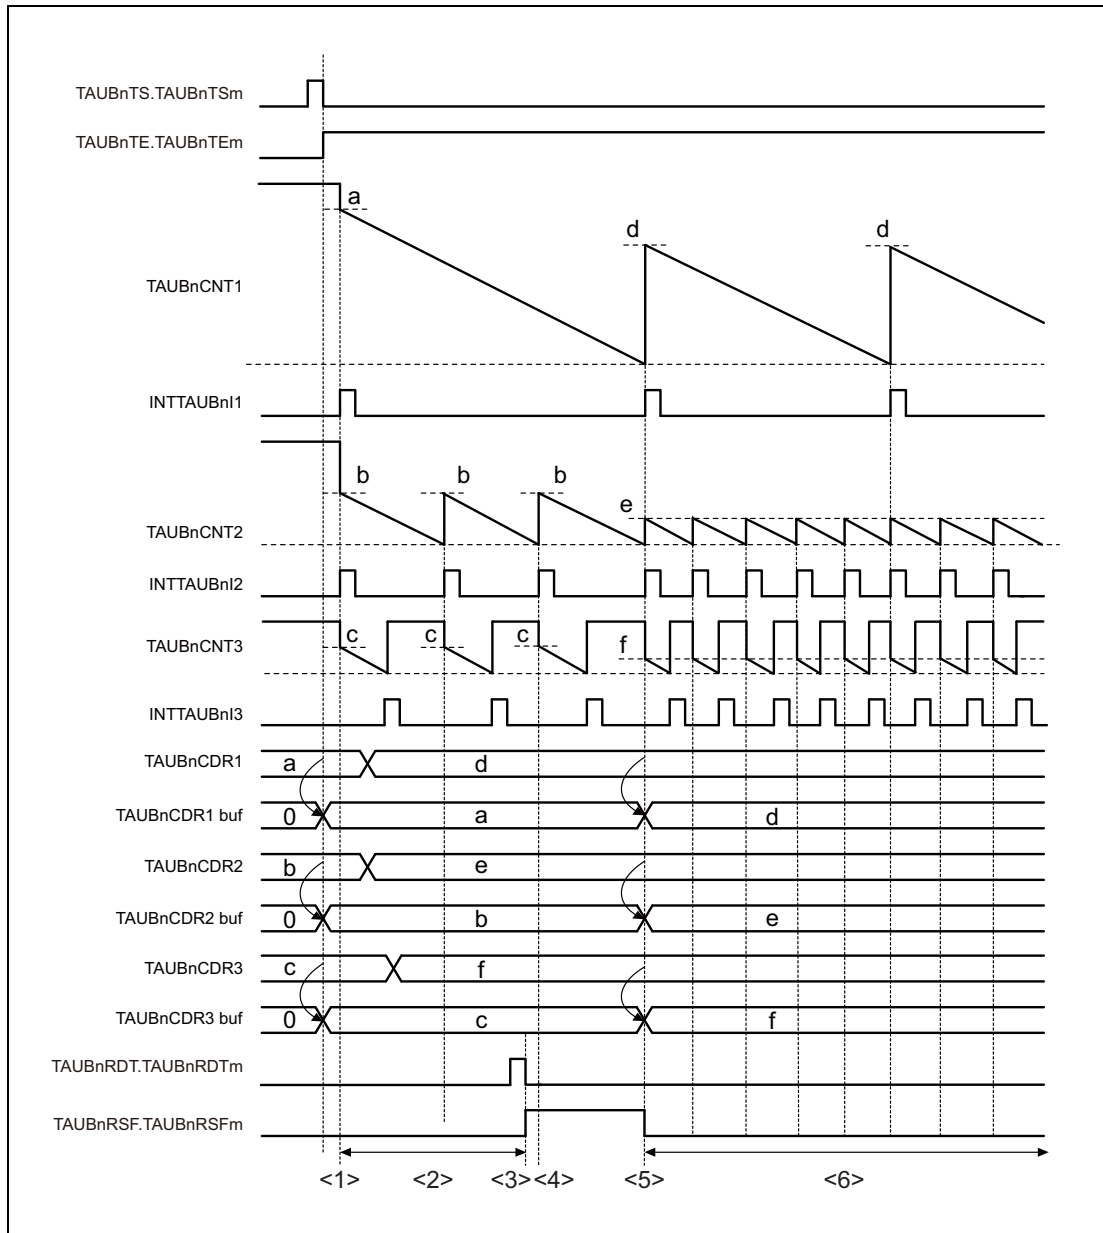 TAUBnTS.TAUBnTSm
TAUBnTE.TAUBnTEm
a
d
d
TAUBnCNT1
INTTAUBnI1
b
b
b
e
TAUBnCNT2
INTTAUBnI2
TAUBnCNT3
c
c
c
f
INTTAUBnI3
TAUBnCDR1
a
d
TAUBnCDR1 buf
0
a
d
TAUBnCDR2
b
e
TAUBnCDR2 buf
0
b
e
TAUBnCDR3
c
f
TAUBnCDR3 buf
0
c
f
TAUBnRDT.TAUBnRDTm
TAUBnRSF.TAUBnRSFm
<1>
<2>
<3>
<4>
<5>
<6>